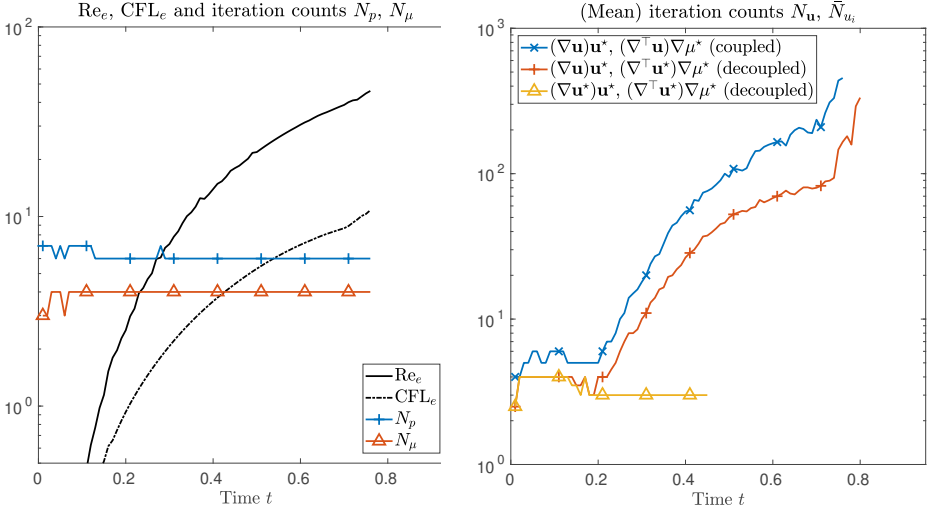 Re_e, CFL_e and iteration counts N_p, N_μ
10^2
10^1
10^0
0 0.2 0.4 0.6 0.8
Time t
Re_e
CFL_e
N_p
N_μ
(Mean) iteration counts N_𝐮, N̄_{u_i}
(∇𝐮)𝐮*, (∇^⊤𝐮)∇μ* (coupled)
(∇𝐮)𝐮*, (∇^⊤𝐮*)∇μ* (decoupled)
(∇𝐮*)𝐮*, (∇^⊤𝐮*)∇μ* (decoupled)
10^3
10^2
10^1
10^0
0 0.2 0.4 0.6 0.8
Time t